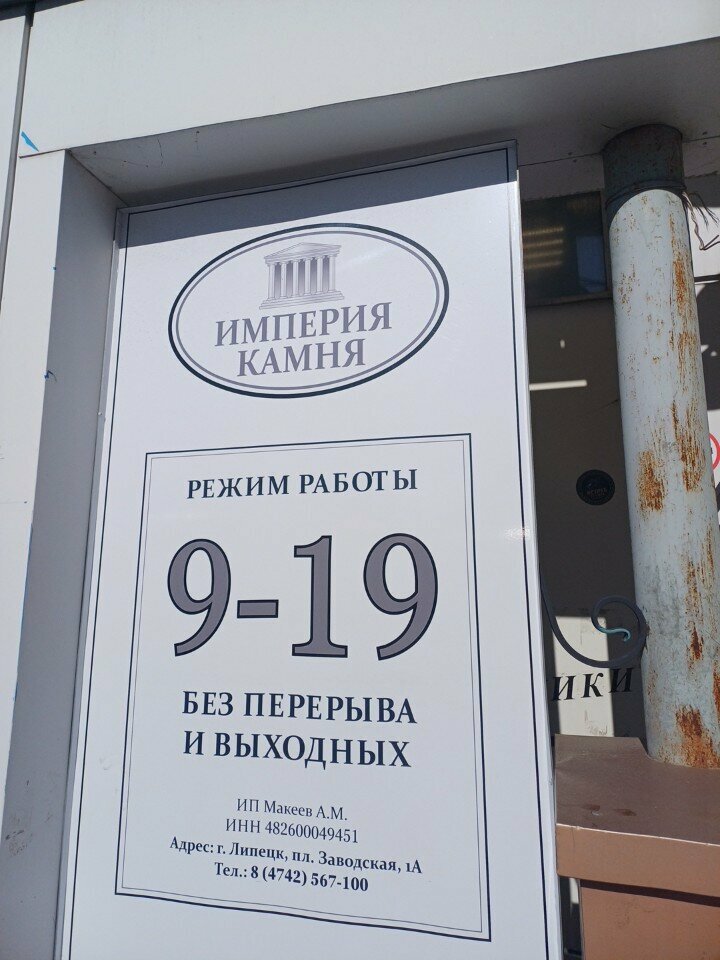 ИМПЕРИЯ
КАМНЯ
РЕЖИМ РАБОТЫ
9-19
БЕЗ ПЕРЕРЫВА
И ВЫХОДНЫХ
ИП Макеев А.М.
ИНН 482600049451
Адрес: г. Липецк, пл. Заводская, 1А
Тел.: 8 (4742) 567-100